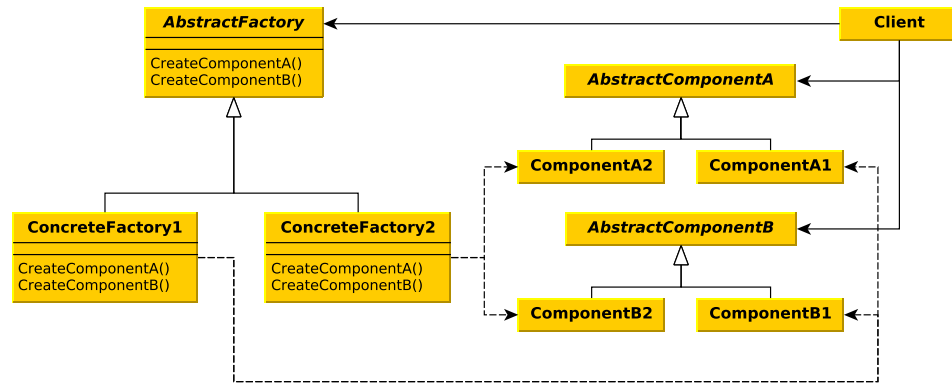 AbstractFactory
CreateComponentA()
CreateComponentB()
Client
AbstractComponentA
ComponentA2
ComponentA1
ConcreteFactory1
CreateComponentA()
CreateComponentB()
ConcreteFactory2
CreateComponentA()
CreateComponentB()
AbstractComponentB
ComponentB2
ComponentB1